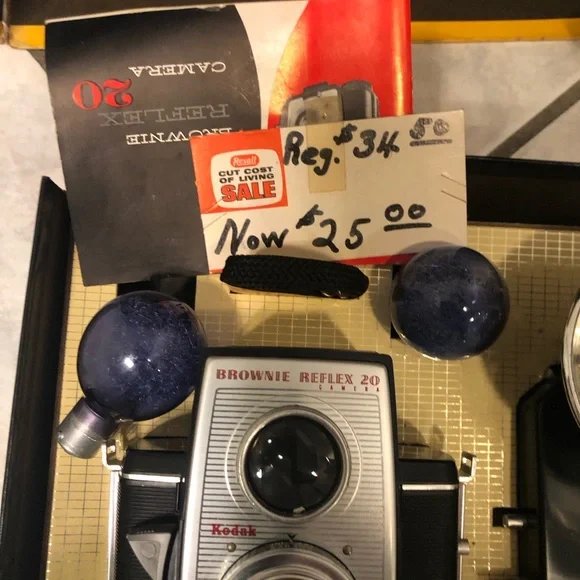 BROWNIE
REFLEX
20
CAMERA
Rexall
CUT COST
OF LIVING
SALE
Reg. $34.50
Now $25 00
BROWNIE REFLEX 20
CAMERA
Kodak